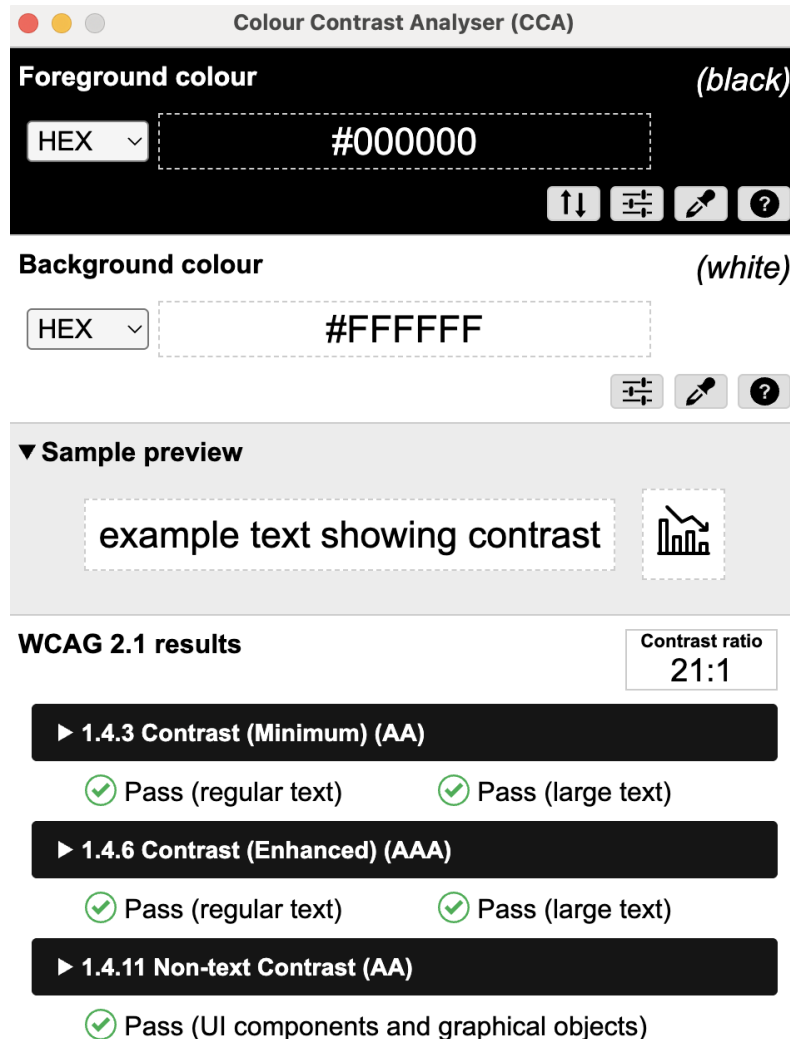 Colour Contrast Analyser (CCA)
Foreground colour (black)
HEX #000000
?
Background colour (white)
HEX #FFFFFF
?
Sample preview
example text showing contrast
WCAG 2.1 results
Contrast ratio
21:1
1.4.3 Contrast (Minimum) (AA)
Pass (regular text) Pass (large text)
1.4.6 Contrast (Enhanced) (AAA)
Pass (regular text) Pass (large text)
1.4.11 Non-text Contrast (AA)
Pass (UI components and graphical objects)